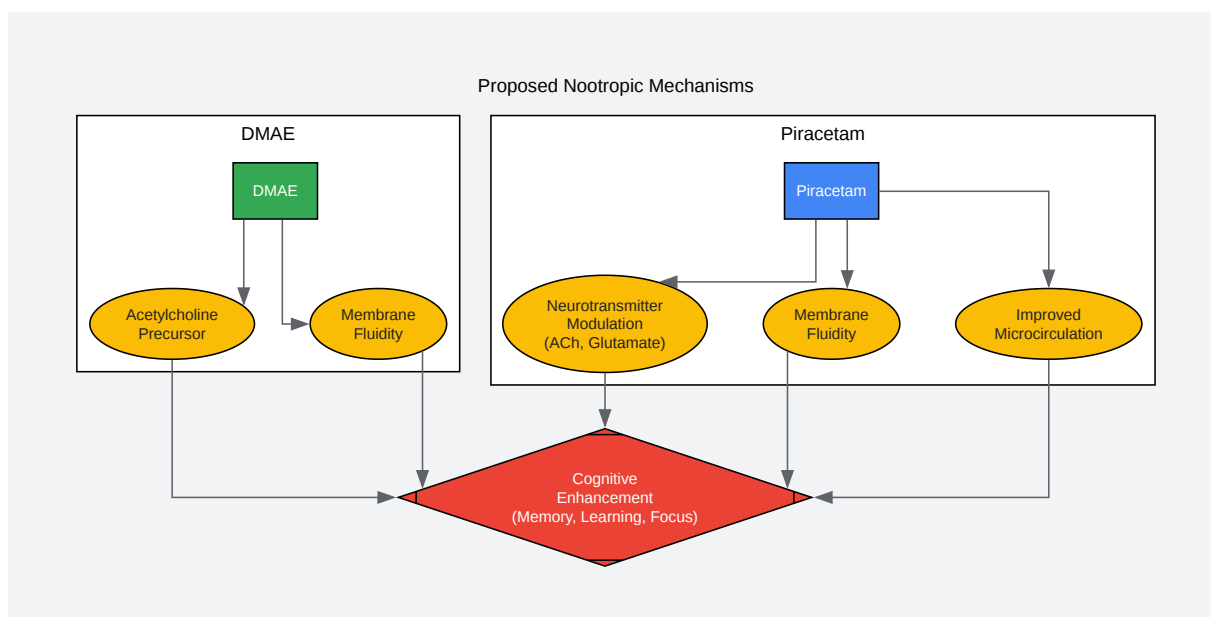 Proposed Nootropic Mechanisms
DMAE
Piracetam
DMAE
Piracetam
Acetylcholine
Precursor
Membrane
Fluidity
Neurotransmitter
Modulation
(ACh, Glutamate)
Membrane
Fluidity
Improved
Microcirculation
Cognitive
Enhancement
(Memory, Learning, Focus)